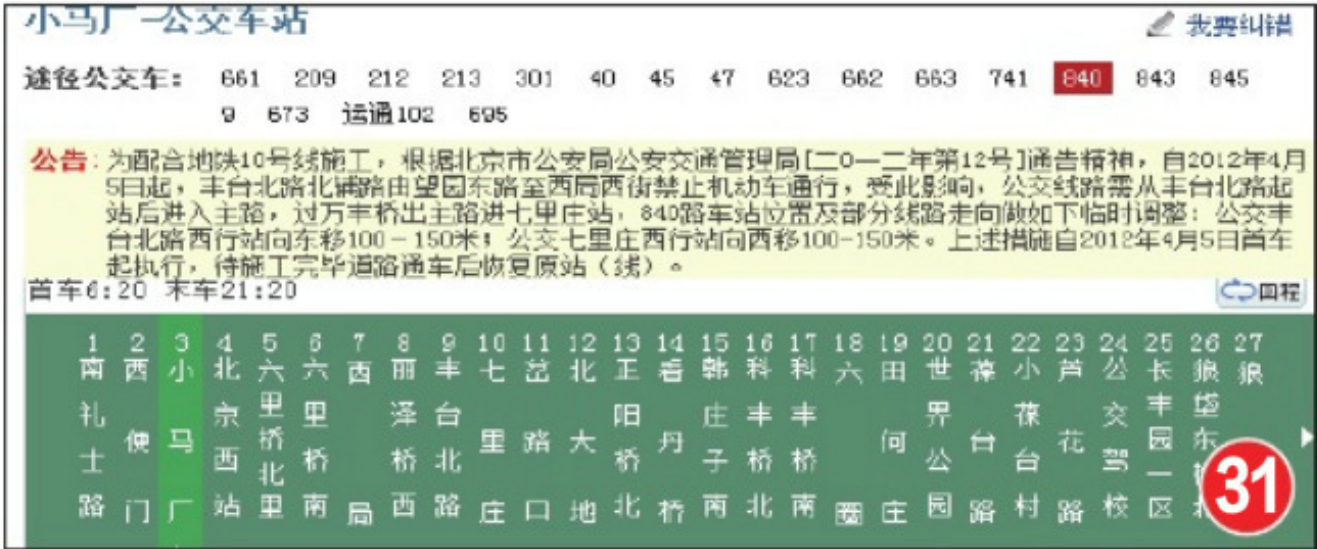 小马厂-公交车站
我要纠错
途径公交车： 661 209 212 213 301 40 45 47 623 662 663 741 840 843 845
9 673 运通102 695
公告：为配合地铁10号线施工，根据北京市公安局公安交通管理局[二0一二年第12号]通告精神，自2012年4月
5日起，丰台北路北辅路由望园东路至西局西街禁止机动车通行，受此影响，公交线路需从丰台北路起
站后进入主路，过万丰桥出主路进七里庄站，840路车站位置及部分线路走向做如下临时调整：公交丰
台北路西行站向东移100－150米；公交七里庄西行站向西移100-150米。上述措施自2012年4月5日首车
起执行，待施工完毕道路通车后恢复原站（线）。
首车6:20 末车21:20
回程
1 南礼士路
2 西便门
3 小马厂
4 北京西站
5 六里桥北里
6 六里桥南
7 西局
8 丽泽桥西
9 丰台北路
10 七里庄
11 岔路口
12 北大地
13 正阳桥北
14 看丹桥
15 韩庄子南
16 科丰桥北
17 科丰桥南
18 六圈
19 田何庄
20 世界公园
21 葆台路
22 小葆台村
23 芦花路
24 公交驾校
25 长丰园一区
26 狼垡东
27 狼
31